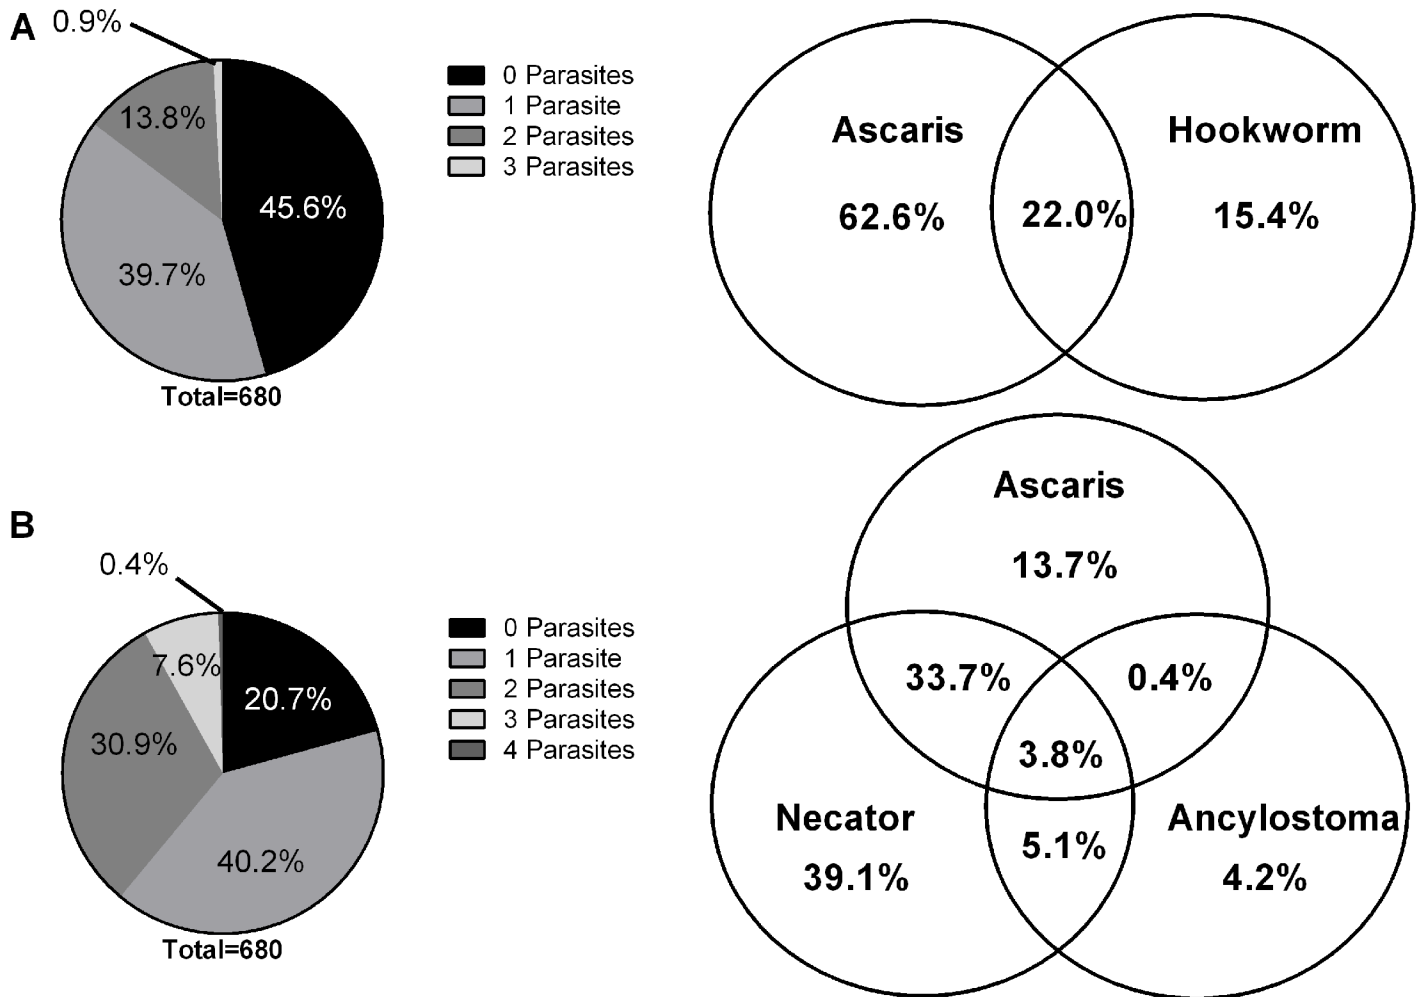 A
0.9%
13.8%
45.6%
39.7%
Total=680
0 Parasites
1 Parasite
2 Parasites
3 Parasites
Ascaris
62.6%
22.0%
Hookworm
15.4%
B
0.4%
7.6%
20.7%
30.9%
40.2%
Total=680
0 Parasites
1 Parasite
2 Parasites
3 Parasites
4 Parasites
Ascaris
13.7%
33.7%
0.4%
3.8%
Necator
39.1%
5.1%
Ancylostoma
4.2%